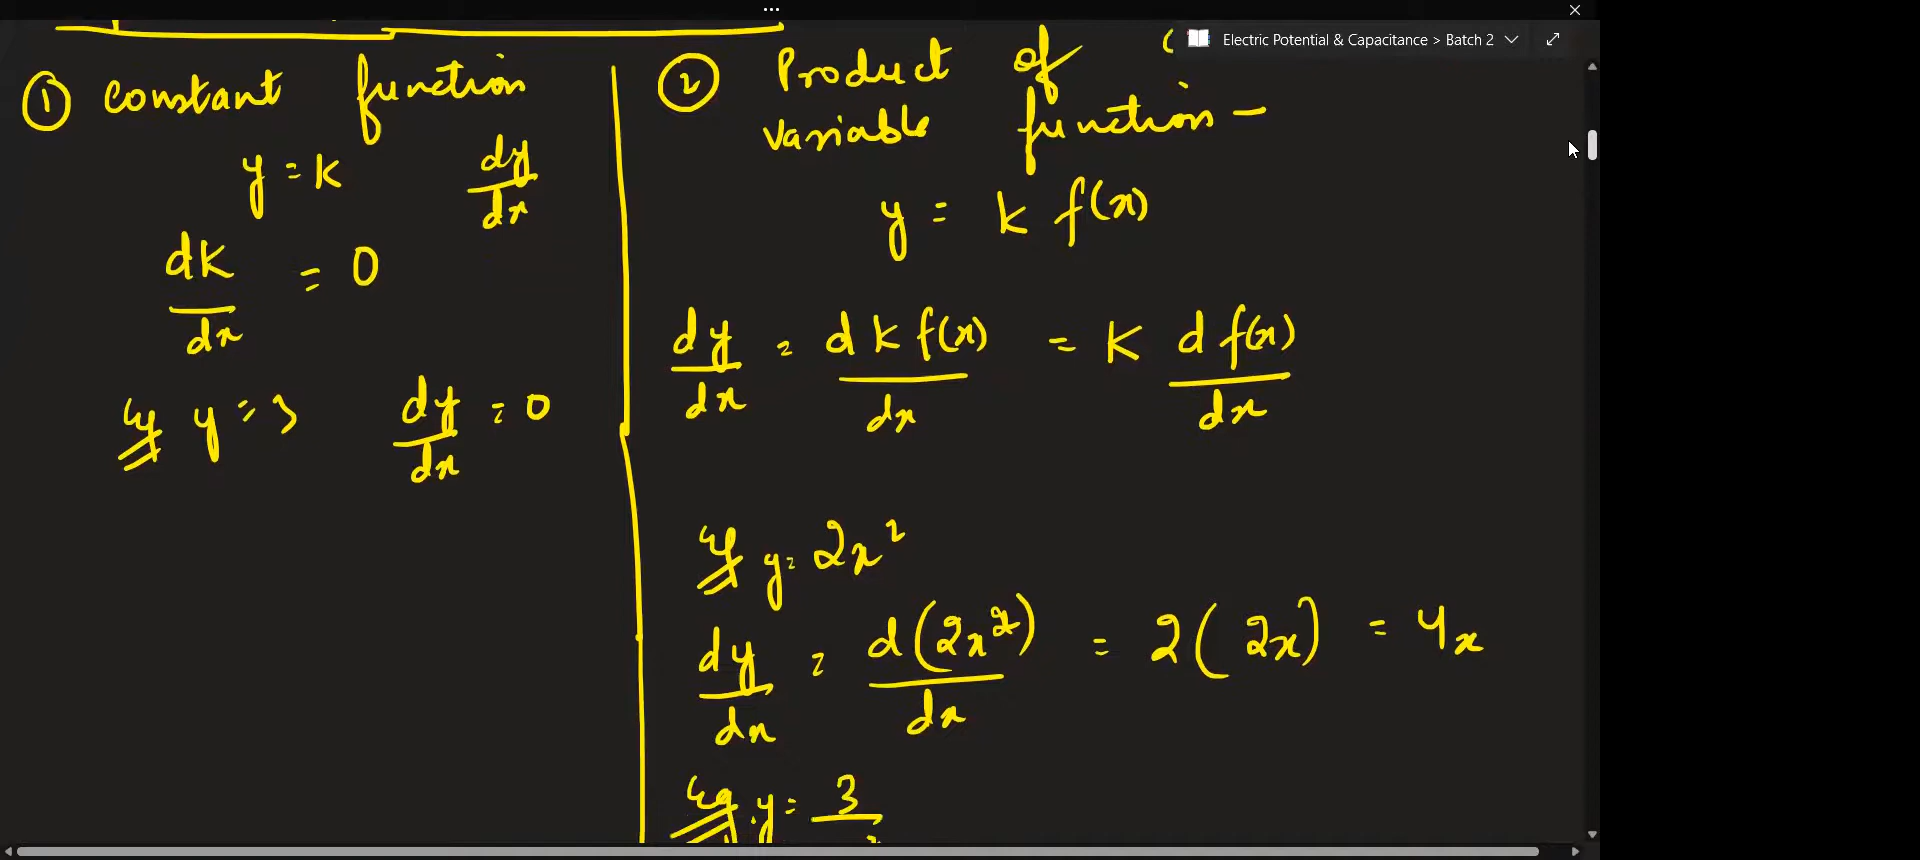 Electric Potential & Capacitance > Batch 2
① Constant function
y = k dy/dx
dk/dx = 0
eg y = 3 dy/dx = 0
② Product of
variable function -
y = k f(x)
dy/dx = d k f(x)/dx = k d f(x)/dx
eg y = 2x²
dy/dx = d(2x²)/dx = 2(2x) = 4x
eg. y = 3